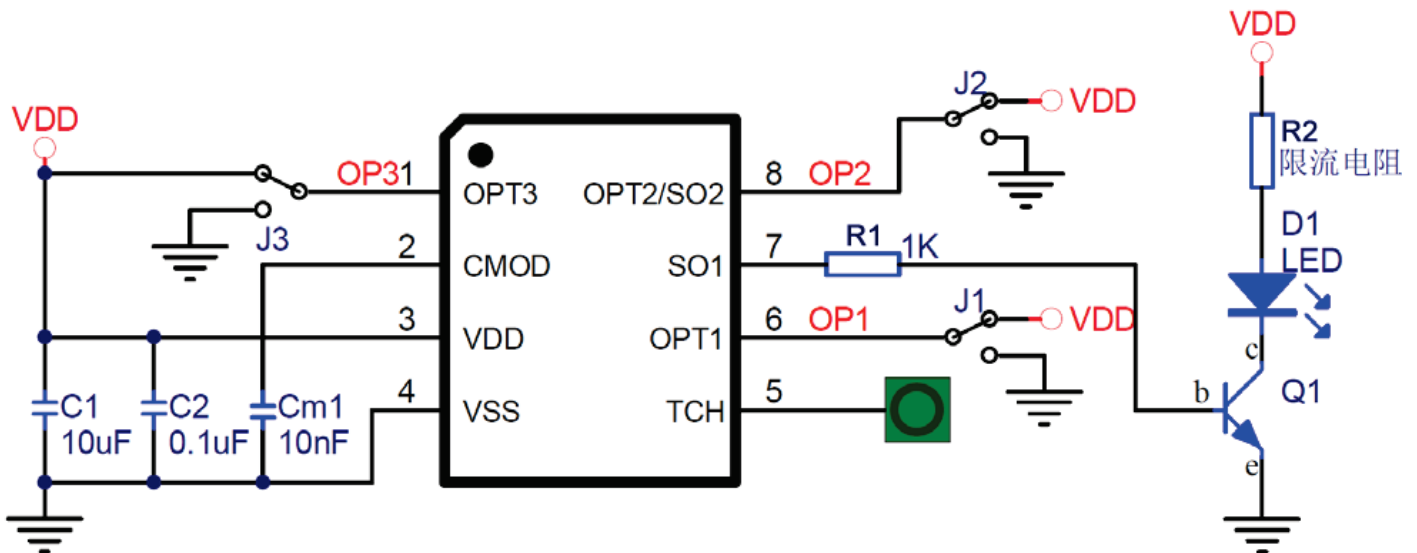 VDD
OP3
1
OPT3
J3
2
CMOD
3
VDD
4
VSS
C1
10uF
C2
0.1uF
Cm1
10nF
OPT2/SO2
8
OP2
J2
VDD
SO1
7
R1
1K
OPT1
6
OP1
J1
VDD
TCH
5
VDD
R2
限流电阻
D1
LED
c
b
Q1
e